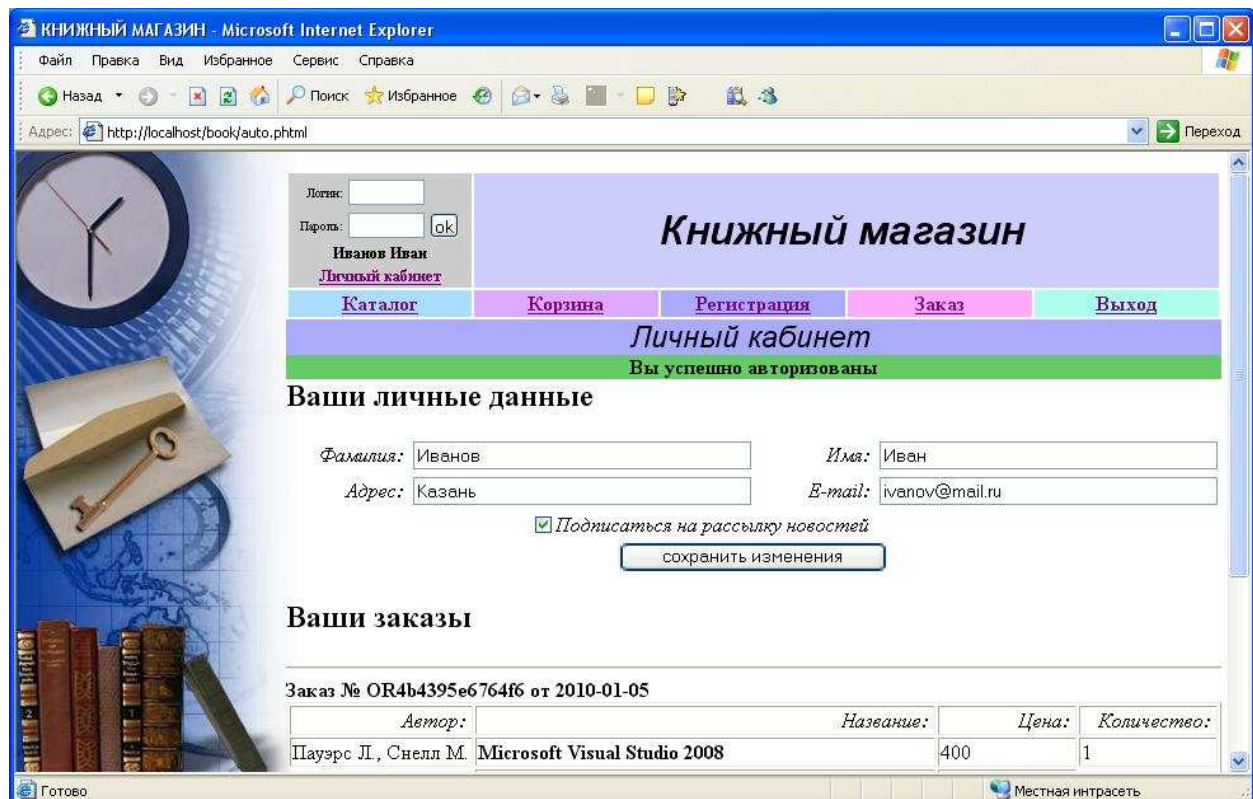 КНИЖНЫЙ МАГАЗИН - Microsoft Internet Explorer
Файл Правка Вид Избранное Сервис Справка
Назад Поиск Избранное
Адрес: http://localhost/book/auto.phtml Переход
Логин:
Пароль: ok
Иванов Иван
Личный кабинет
Книжный магазин
Каталог Корзина Регистрация Заказ Выход
Личный кабинет
Вы успешно авторизованы
Ваши личные данные
Фамилия: Иванов Имя: Иван
Адрес: Казань E-mail: ivanov@mail.ru
Подписаться на рассылку новостей
сохранить изменения
Ваши заказы
Заказ № OR4b4395e6764f6 от 2010-01-05
Автор: Название: Цена: Количество:
Пауэрс Л., Снелл М. Microsoft Visual Studio 2008 400 1
Готово Местная интрасеть